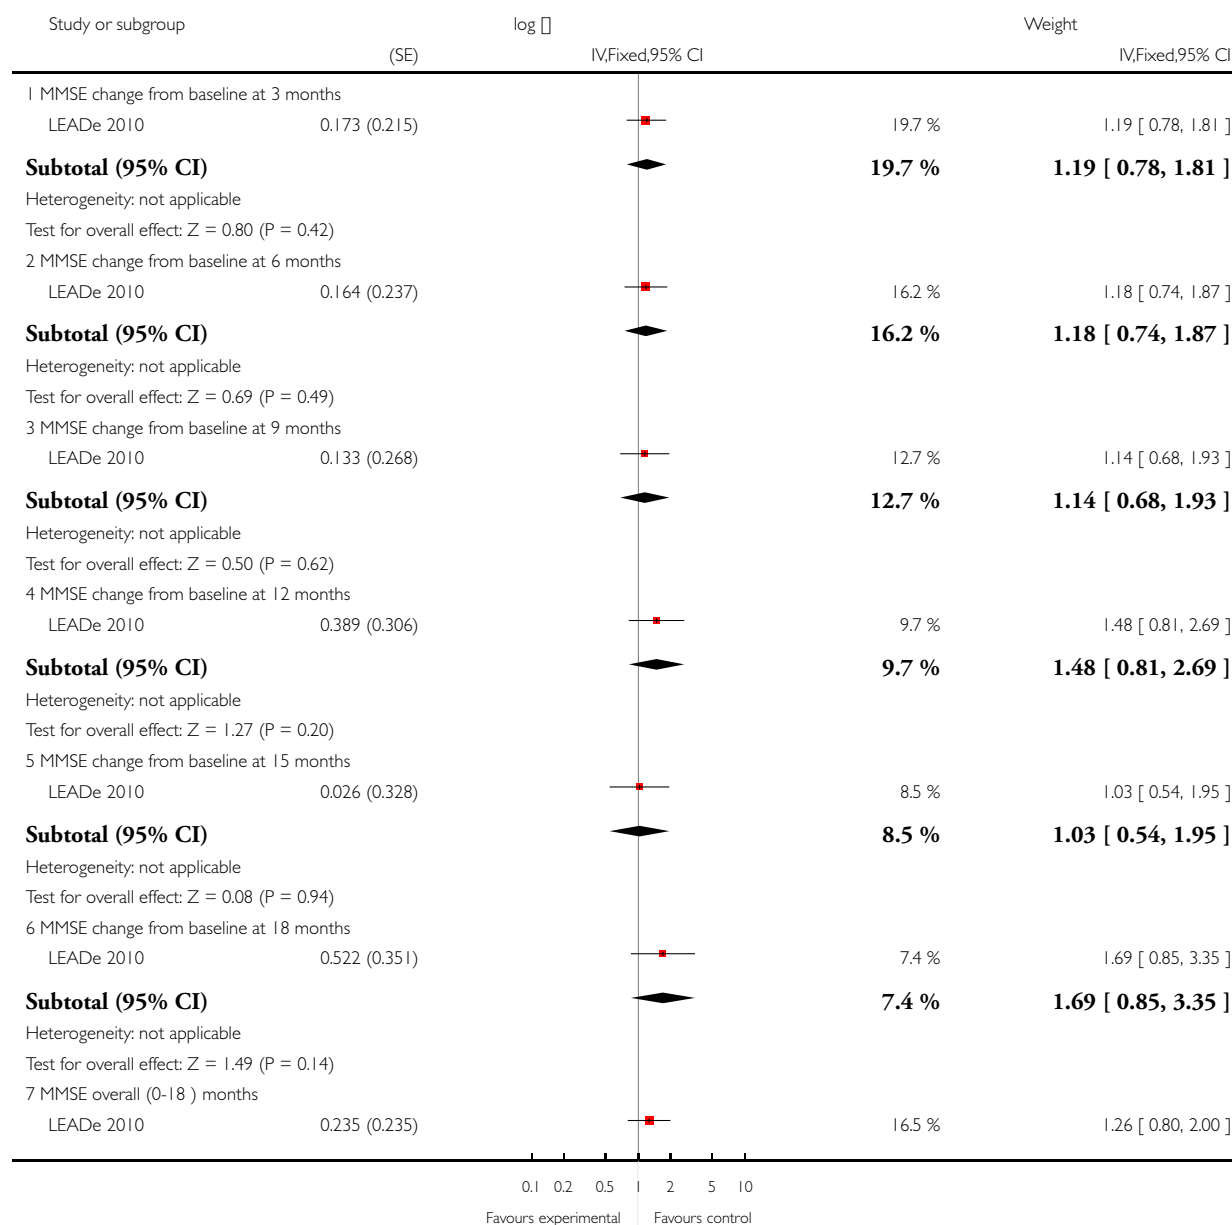 Study or subgroup log [] Weight
(SE) IV,Fixed,95% CI IV,Fixed,95% CI
1 MMSE change from baseline at 3 months
LEADe 2010 0.173 (0.215) 19.7 % 1.19 [ 0.78, 1.81 ]
Subtotal (95% CI) 19.7 % 1.19 [ 0.78, 1.81 ]
Heterogeneity: not applicable
Test for overall effect: Z = 0.80 (P = 0.42)
2 MMSE change from baseline at 6 months
LEADe 2010 0.164 (0.237) 16.2 % 1.18 [ 0.74, 1.87 ]
Subtotal (95% CI) 16.2 % 1.18 [ 0.74, 1.87 ]
Heterogeneity: not applicable
Test for overall effect: Z = 0.69 (P = 0.49)
3 MMSE change from baseline at 9 months
LEADe 2010 0.133 (0.268) 12.7 % 1.14 [ 0.68, 1.93 ]
Subtotal (95% CI) 12.7 % 1.14 [ 0.68, 1.93 ]
Heterogeneity: not applicable
Test for overall effect: Z = 0.50 (P = 0.62)
4 MMSE change from baseline at 12 months
LEADe 2010 0.389 (0.306) 9.7 % 1.48 [ 0.81, 2.69 ]
Subtotal (95% CI) 9.7 % 1.48 [ 0.81, 2.69 ]
Heterogeneity: not applicable
Test for overall effect: Z = 1.27 (P = 0.20)
5 MMSE change from baseline at 15 months
LEADe 2010 0.026 (0.328) 8.5 % 1.03 [ 0.54, 1.95 ]
Subtotal (95% CI) 8.5 % 1.03 [ 0.54, 1.95 ]
Heterogeneity: not applicable
Test for overall effect: Z = 0.08 (P = 0.94)
6 MMSE change from baseline at 18 months
LEADe 2010 0.522 (0.351) 7.4 % 1.69 [ 0.85, 3.35 ]
Subtotal (95% CI) 7.4 % 1.69 [ 0.85, 3.35 ]
Heterogeneity: not applicable
Test for overall effect: Z = 1.49 (P = 0.14)
7 MMSE overall (0-18 ) months
LEADe 2010 0.235 (0.235) 16.5 % 1.26 [ 0.80, 2.00 ]
0.1 0.2 0.5 1 2 5 10
Favours experimental Favours control